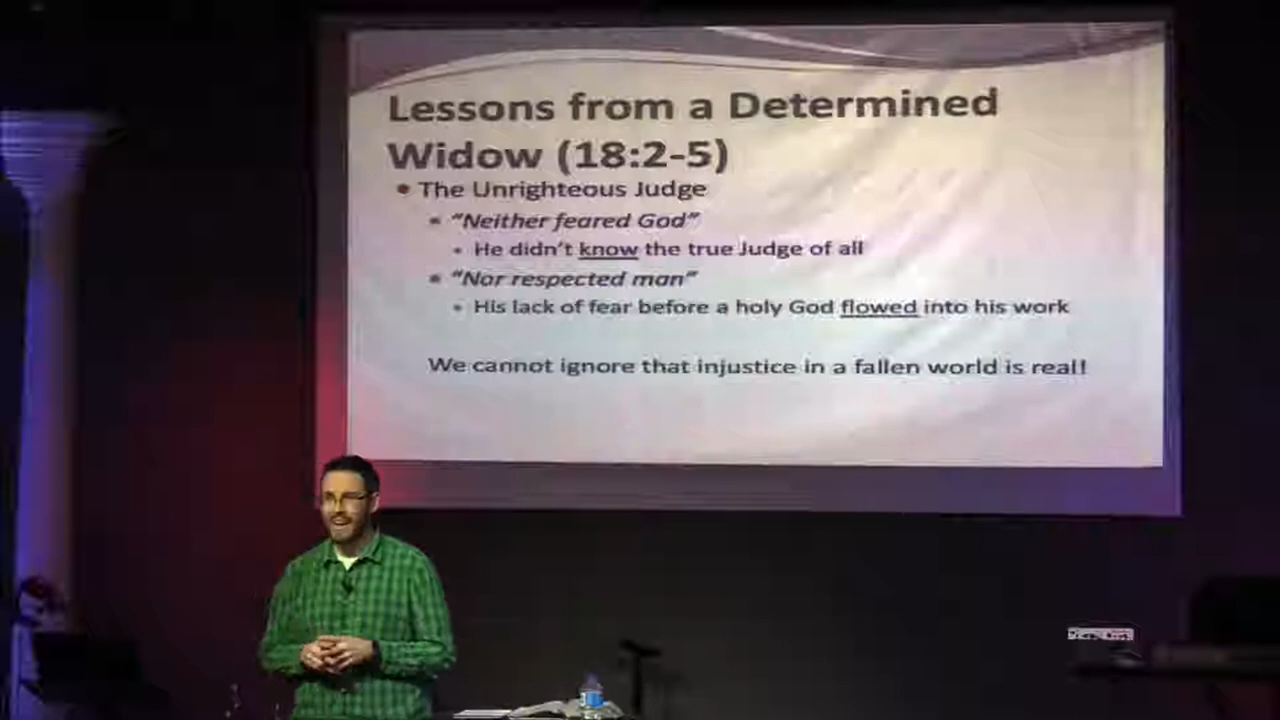 Lessons from a Determined
Widow (18:2-5)
• The Unrighteous Judge
• "Neither feared God"
• He didn't know the true Judge of all
• "Nor respected man"
• His lack of fear before a holy God flowed into his work
We cannot ignore that injustice in a fallen world is real!